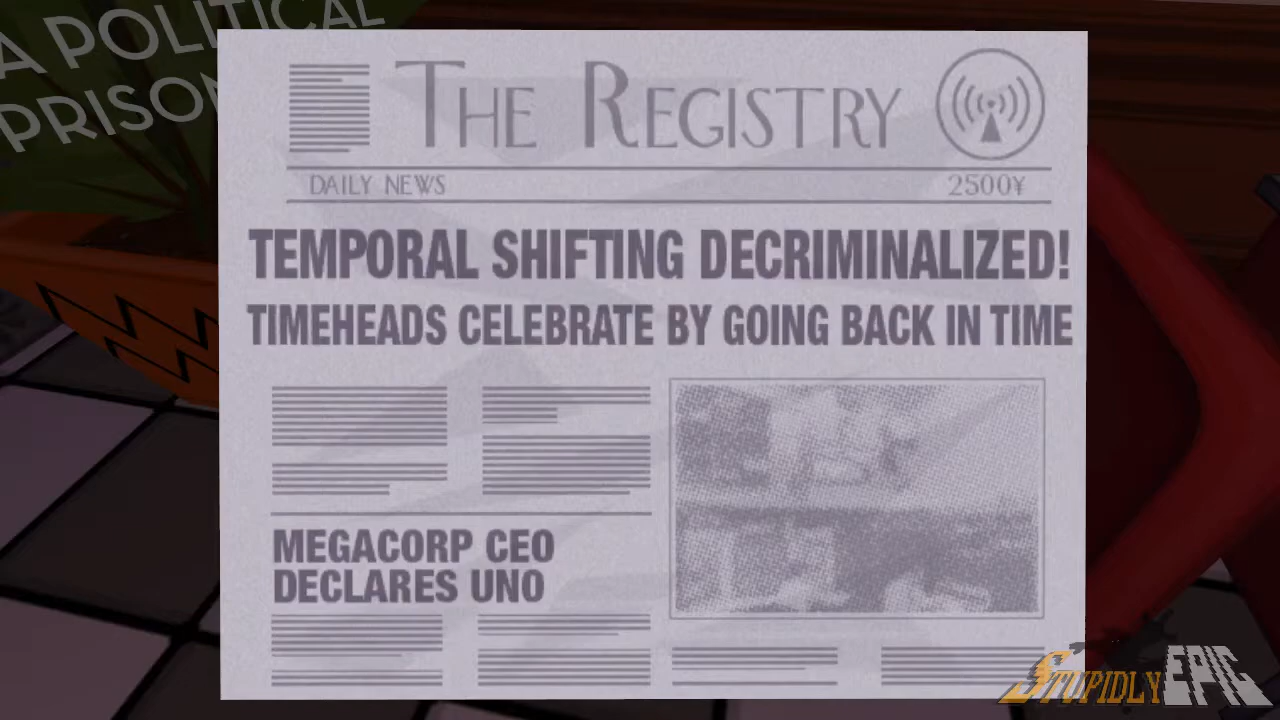 A POLITICAL
PRISON
THE REGISTRY
DAILY NEWS
2500¥
TEMPORAL SHIFTING DECRIMINALIZED!
TIMEHEADS CELEBRATE BY GOING BACK IN TIME
MEGACORP CEO
DECLARES UNO
STUPIDLY EPIC